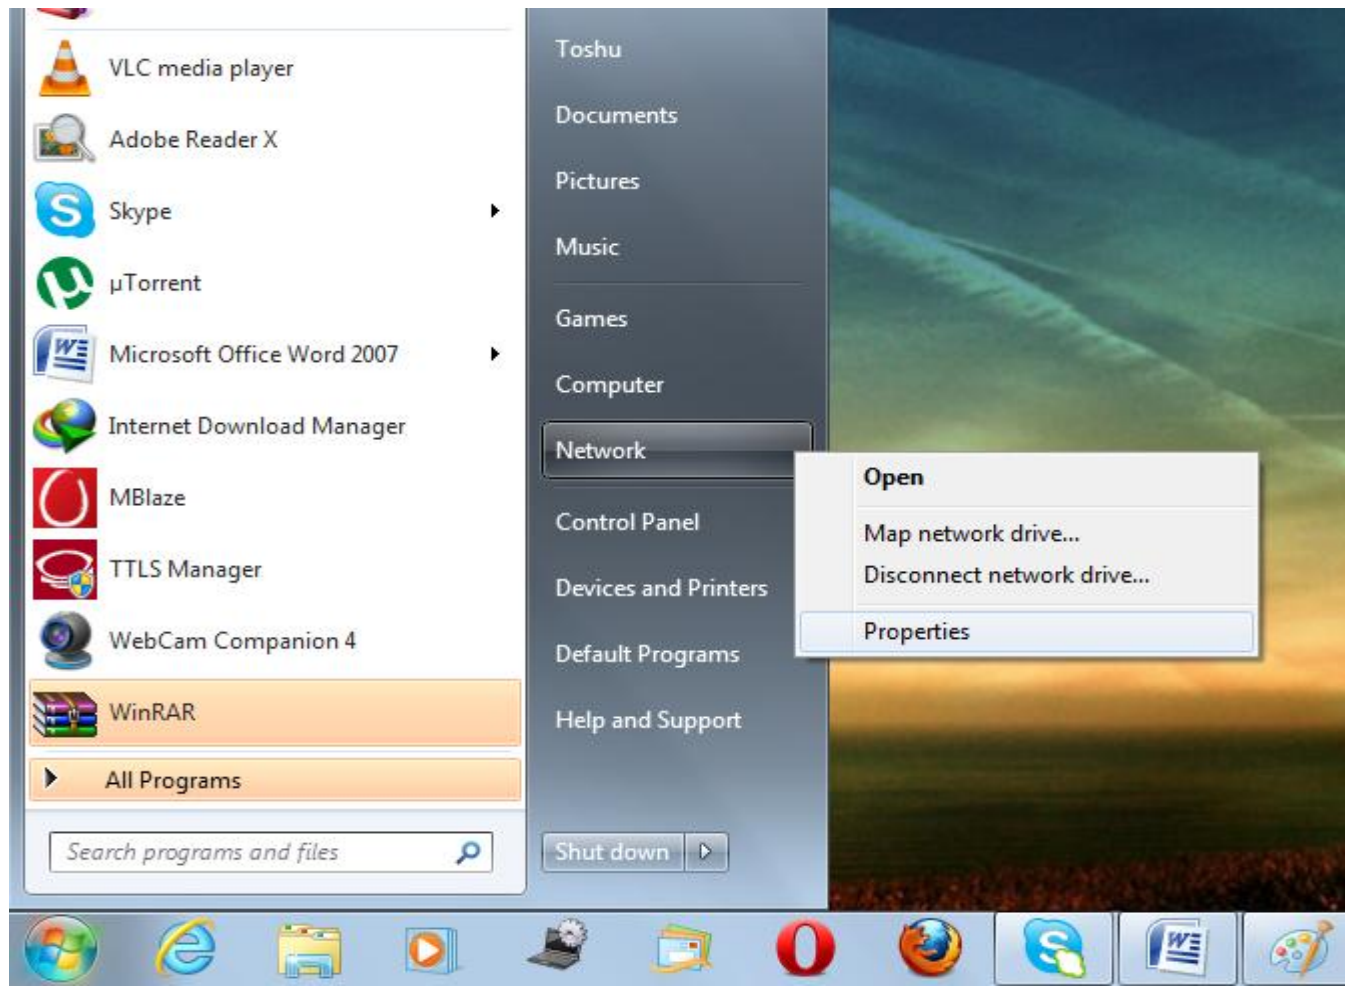 VLC media player
Adobe Reader X
Skype
µTorrent
Microsoft Office Word 2007
Internet Download Manager
MBlaze
TTLS Manager
WebCam Companion 4
WinRAR
All Programs
Search programs and files
Toshu
Documents
Pictures
Music
Games
Computer
Network
Control Panel
Devices and Printers
Default Programs
Help and Support
Shut down
Open
Map network drive...
Disconnect network drive...
Properties